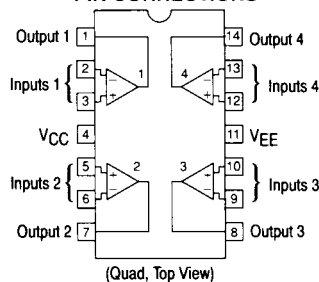 PIN CONNECTIONS
Output 1 1 14 Output 4
2 13
Inputs 1 1 4 Inputs 4
3 12
VCC 4 11 VEE
5 10
Inputs 2 2 3 Inputs 3
6 9
Output 2 7 8 Output 3
(Quad, Top View)